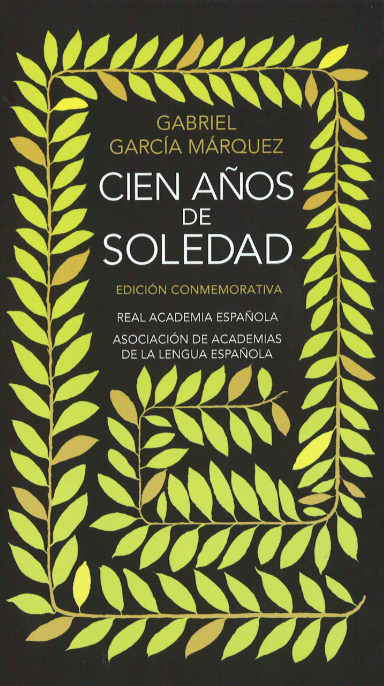 GABRIEL
GARCÍA MÁRQUEZ
CIEN AÑOS
DE
SOLEDAD
EDICIÓN CONMEMORATIVA
REAL ACADEMIA ESPAÑOLA
ASOCIACIÓN DE ACADEMIAS
DE LA LENGUA ESPAÑOLA